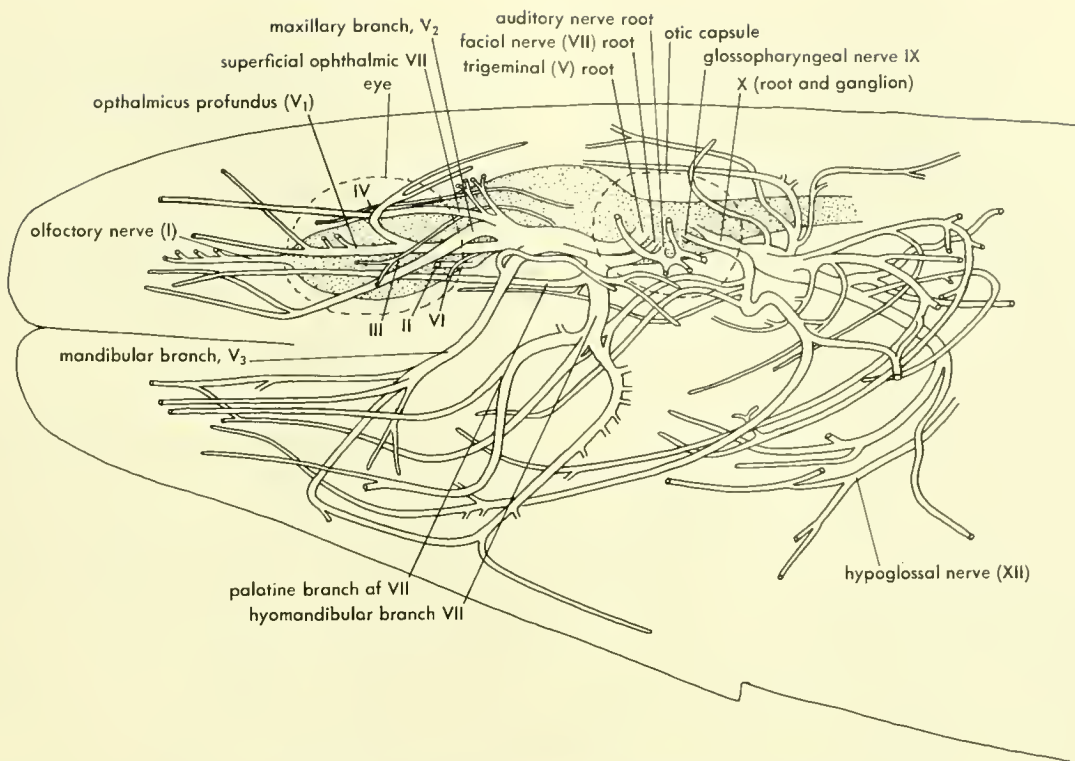 auditory nerve root
maxillary branch, V2
facial nerve (VII) root
otic capsule
glossopharyngeal nerve IX
superficial ophthalmic VII
trigeminal (V) root
X (root and ganglion)
eye
opthalmicus profundus (V1)
IV
olfoctory nerve (I)
III
II
VI
mandibular branch, V3
palatine branch af VII
hyomandibular branch VII
hypoglossal nerve (XII)